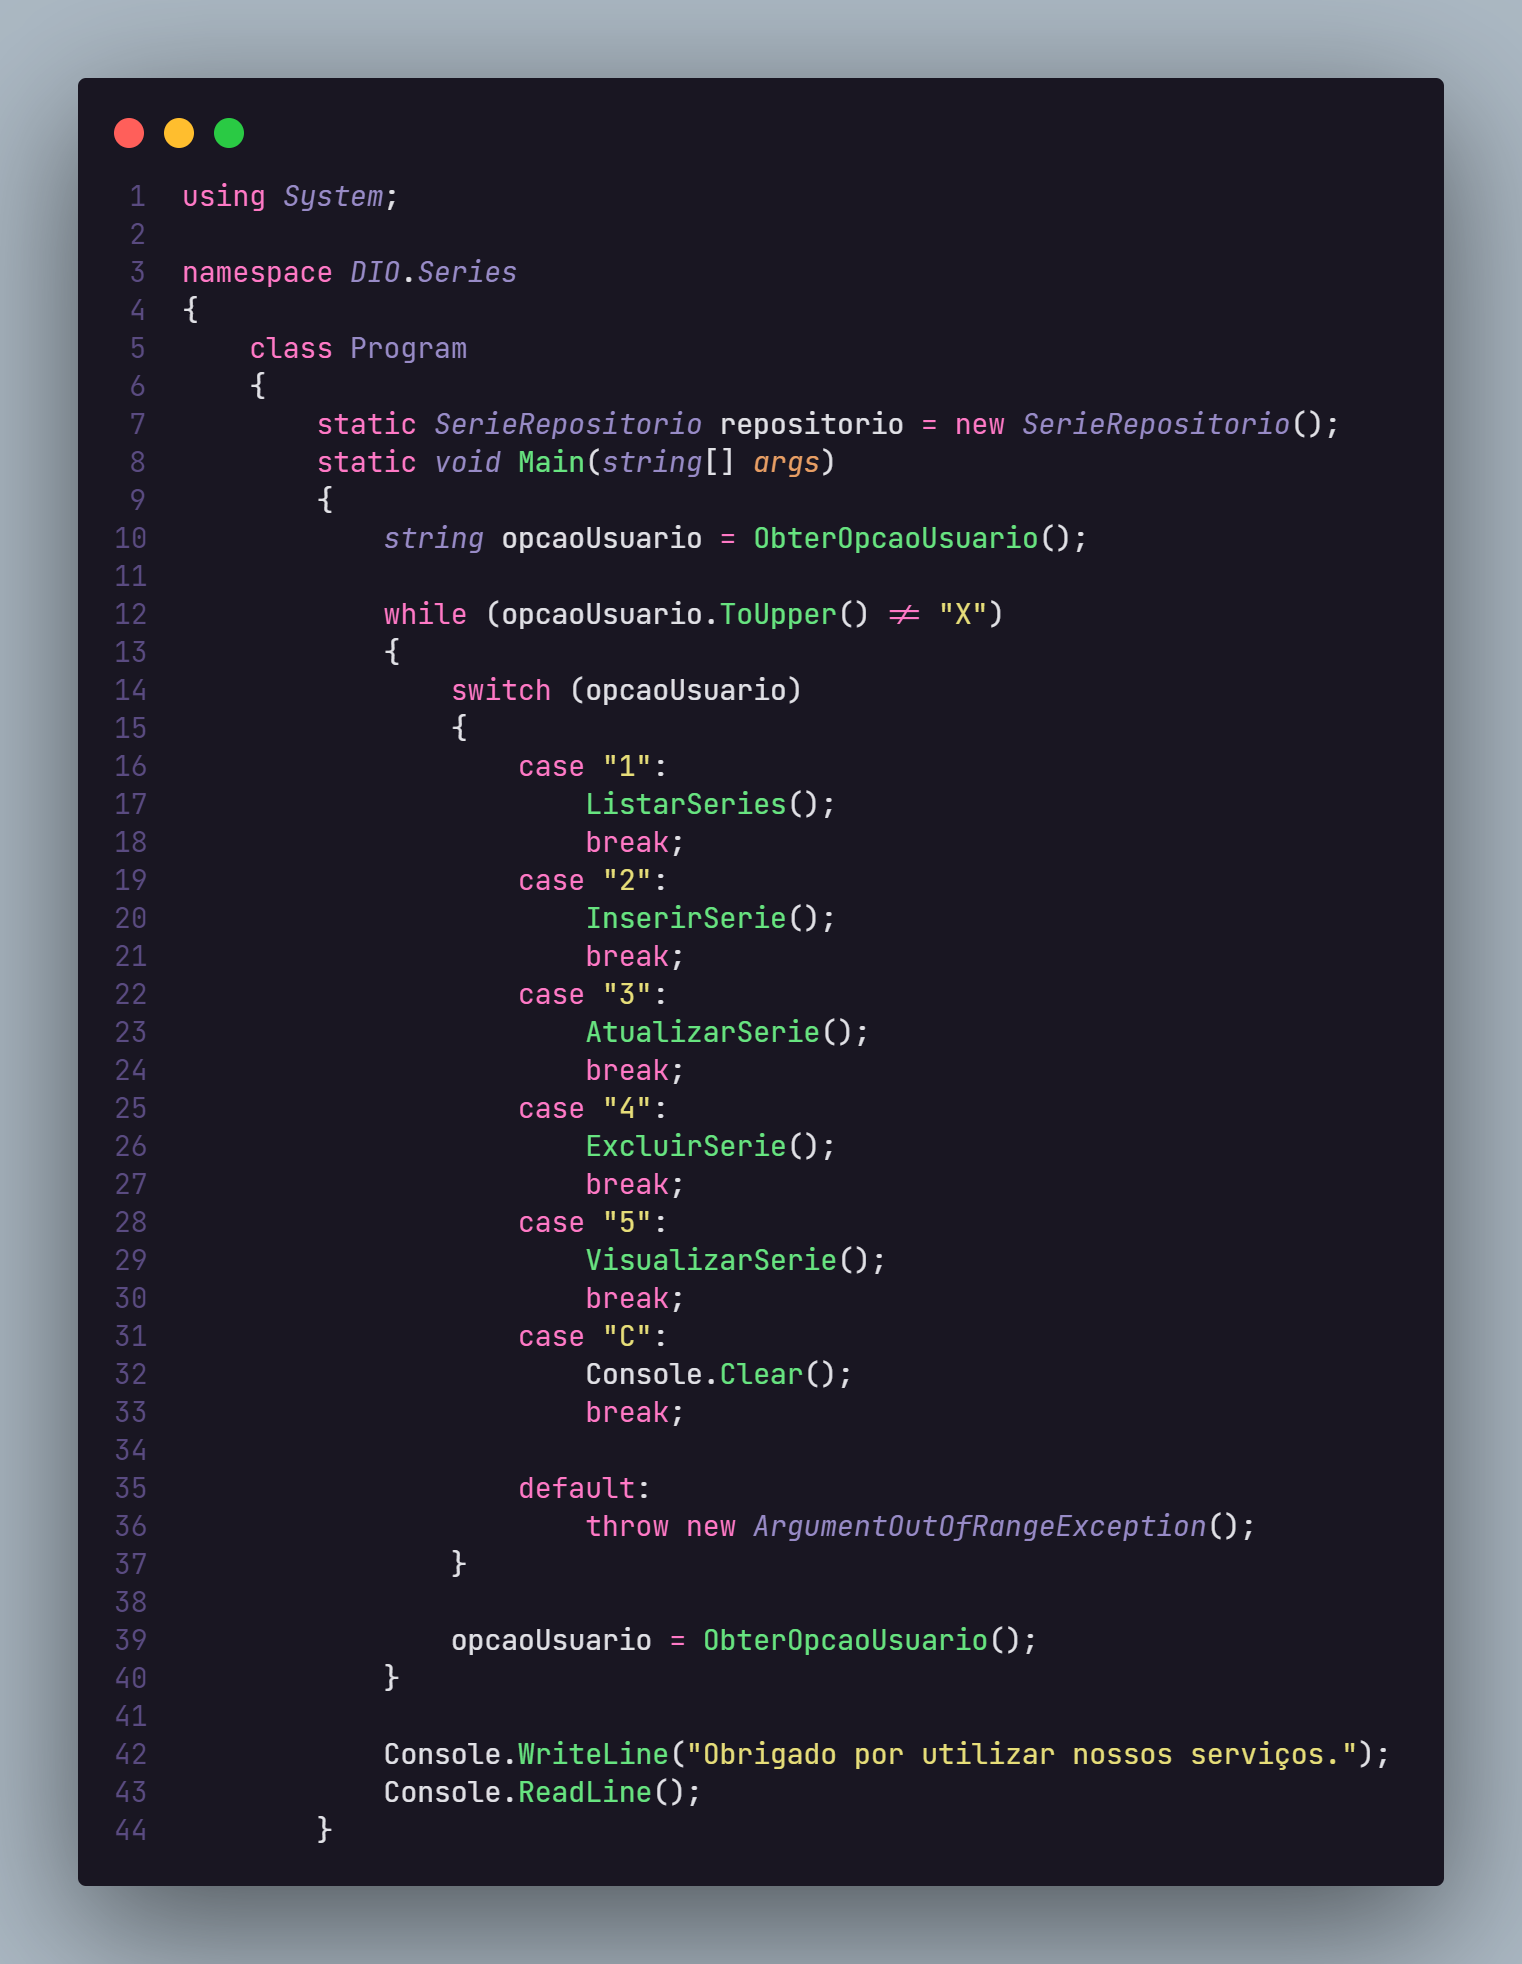 1 using System;
2
3 namespace DIO.Series
4 {
5     class Program
6     {
7         static SerieRepositorio repositorio = new SerieRepositorio();
8         static void Main(string[] args)
9         {
10             string opcaoUsuario = ObterOpcaoUsuario();
11
12             while (opcaoUsuario.ToUpper() != "X")
13             {
14                 switch (opcaoUsuario)
15                 {
16                     case "1":
17                         ListarSeries();
18                         break;
19                     case "2":
20                         InserirSerie();
21                         break;
22                     case "3":
23                         AtualizarSerie();
24                         break;
25                     case "4":
26                         ExcluirSerie();
27                         break;
28                     case "5":
29                         VisualizarSerie();
30                         break;
31                     case "C":
32                         Console.Clear();
33                         break;
34
35                     default:
36                         throw new ArgumentOutOfRangeException();
37                 }
38
39                 opcaoUsuario = ObterOpcaoUsuario();
40             }
41
42             Console.WriteLine("Obrigado por utilizar nossos serviços.");
43             Console.ReadLine();
44         }